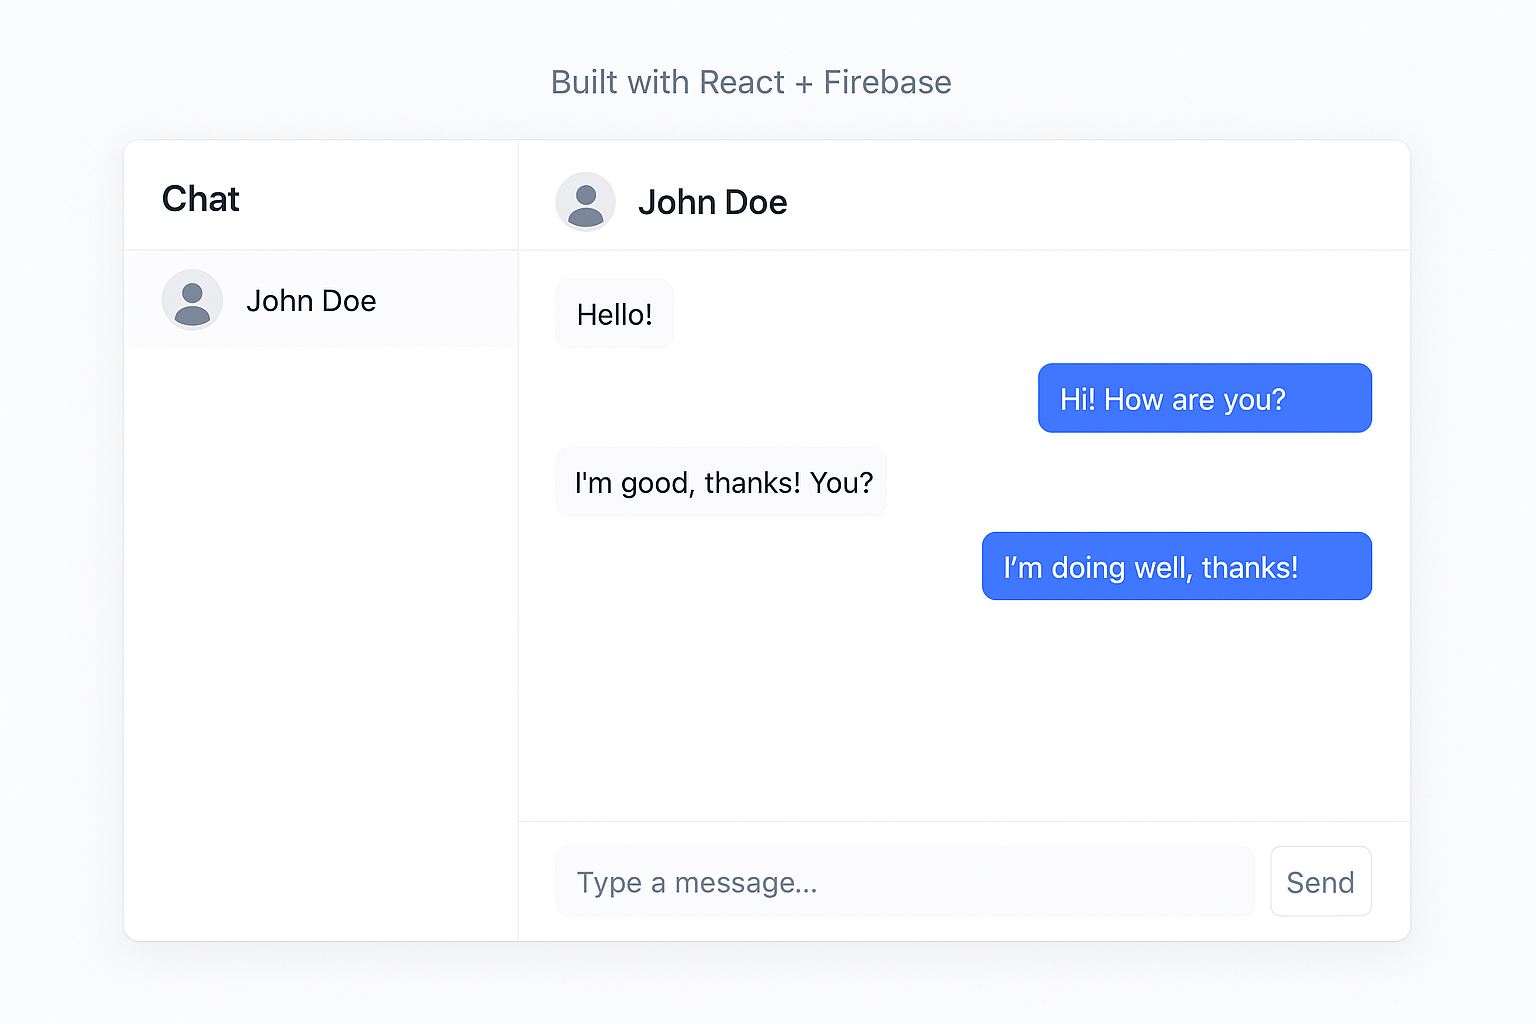 Built with React + Firebase
Chat
John Doe
John Doe
Hello!
Hi! How are you?
I'm good, thanks! You?
I’m doing well, thanks!
Type a message...
Send